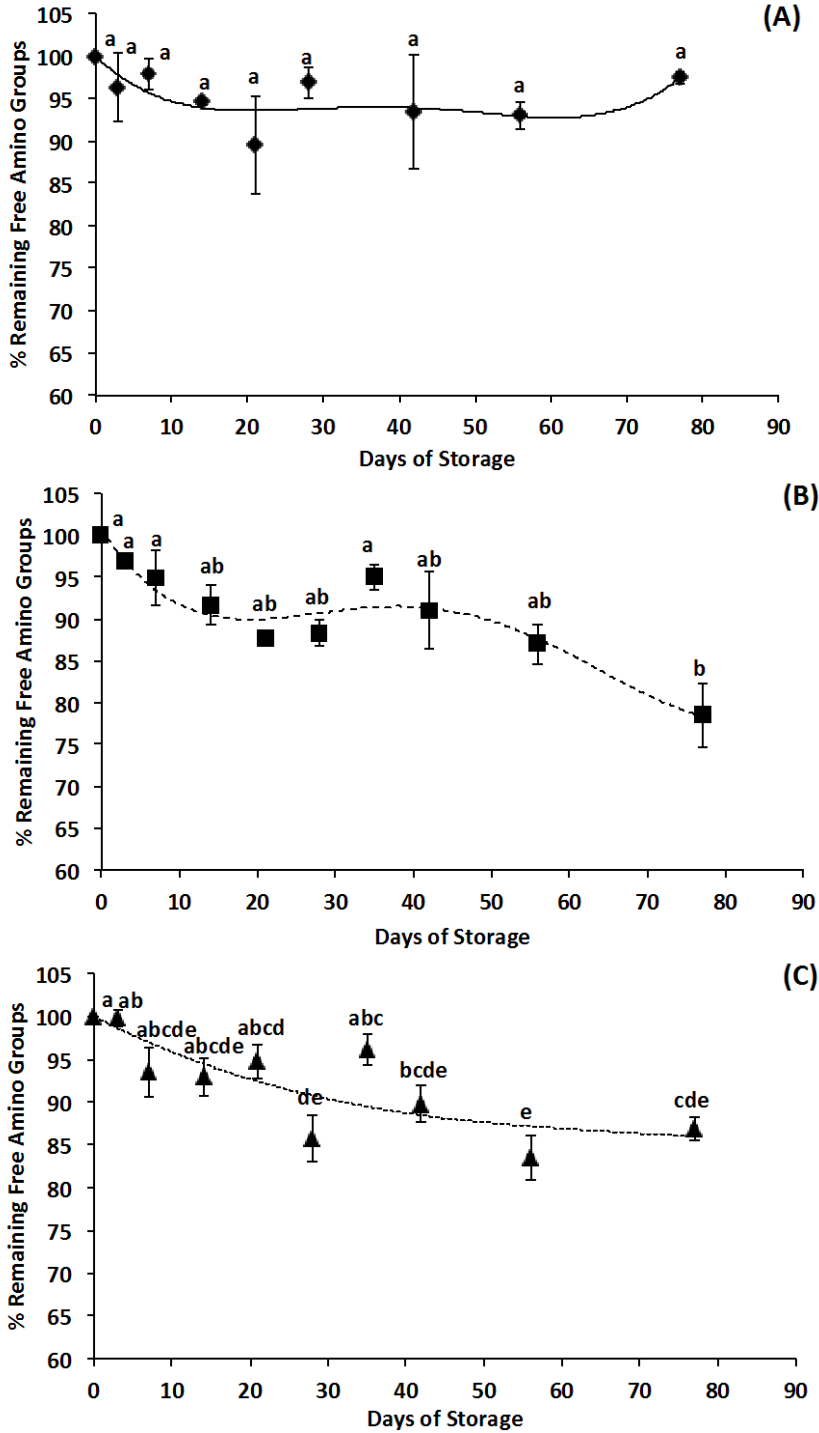 (A)
105
100
95
90
85
80
75
70
65
60
% Remaining Free Amino Groups
a a a a a a a a a
0 10 20 30 40 50 60 70 80 90
Days of Storage
(B)
105
100
95
90
85
80
75
70
65
60
% Remaining Free Amino Groups
a a a ab ab ab a ab ab b
0 10 20 30 40 50 60 70 80 90
Days of Storage
(C)
105
100
95
90
85
80
75
70
65
60
% Remaining Free Amino Groups
a ab abcde abcde abcd de abc bcde e cde
0 10 20 30 40 50 60 70 80 90
Days of Storage